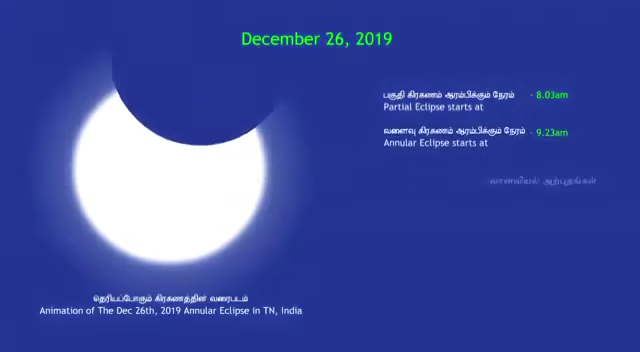 December 26, 2019
பகுதி கிரகணம் ஆரம்பிக்கும் நேரம் - 8.03am
Partial Eclipse starts at
வளைவு கிரகணம் ஆரம்பிக்கும் நேரம் - 9.23am
Annular Eclipse starts at
வானவியல் அற்புதங்கள்
தெரியப்போகும் கிரகணத்தின் வரைபடம்
Animation of The Dec 26th, 2019 Annular Eclipse in TN, India